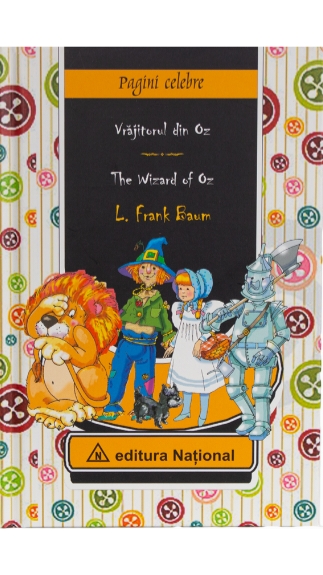 Pagini celebre
Vrăjitorul din Oz
The Wizard of Oz
L. Frank Baum
N editura Național